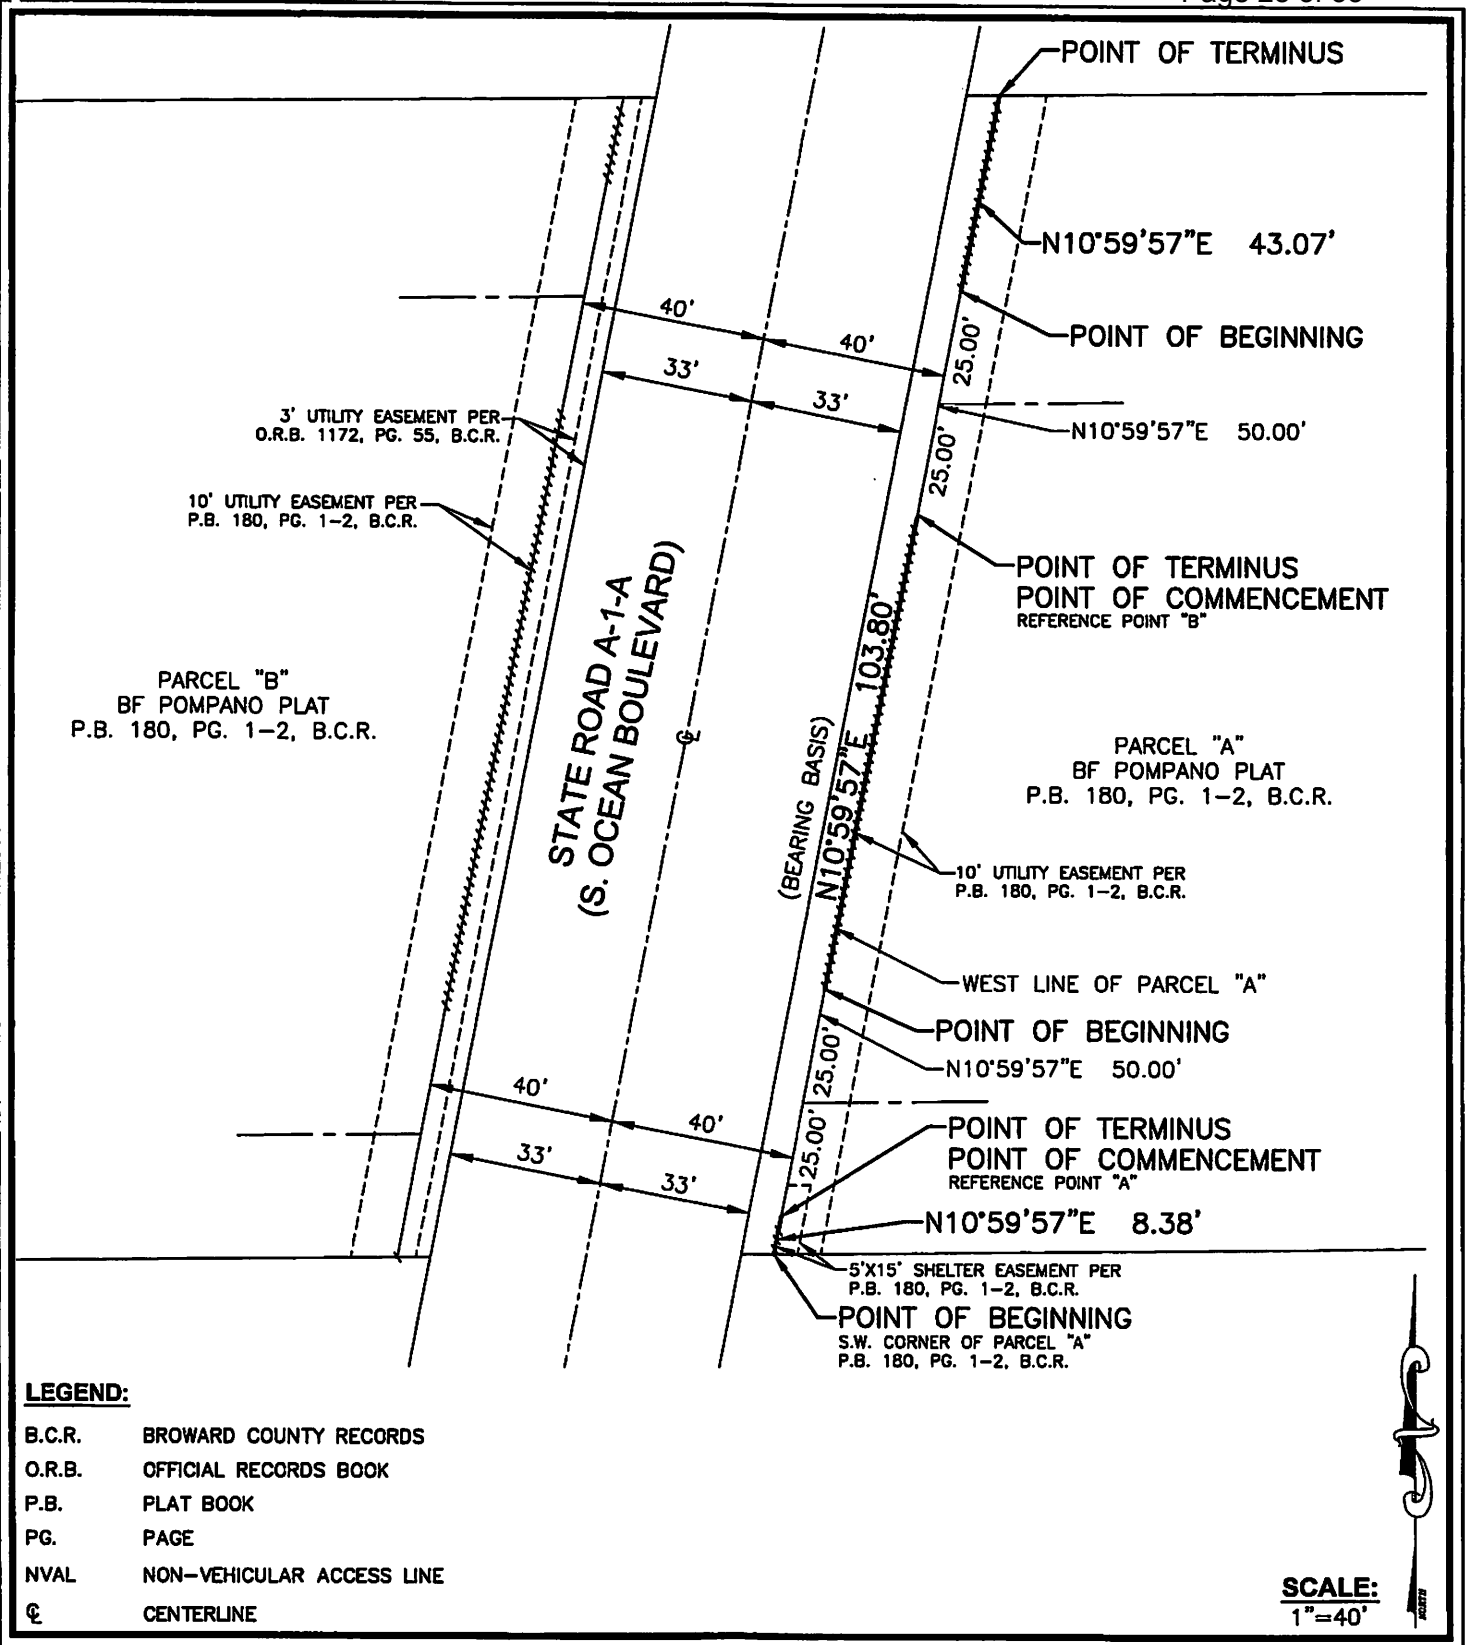 POINT OF TERMINUS
N10°59'57"E 43.07'
POINT OF BEGINNING
40'
40'
25.00'
33'
33'
3' UTILITY EASEMENT PER
O.R.B. 1172, PG. 55, B.C.R.
N10°59'57"E 50.00'
25.00'
10' UTILITY EASEMENT PER
P.B. 180, PG. 1-2, B.C.R.
POINT OF TERMINUS
POINT OF COMMENCEMENT
REFERENCE POINT "B"
STATE ROAD A-1-A
(S. OCEAN BOULEVARD)
PARCEL "B"
BF POMPANO PLAT
P.B. 180, PG. 1-2, B.C.R.
℄
(BEARING BASIS)
N10°59'57"E 103.80'
PARCEL "A"
BF POMPANO PLAT
P.B. 180, PG. 1-2, B.C.R.
10' UTILITY EASEMENT PER
P.B. 180, PG. 1-2, B.C.R.
WEST LINE OF PARCEL "A"
POINT OF BEGINNING
25.00'
N10°59'57"E 50.00'
40'
40'
25.00'
33'
33'
POINT OF TERMINUS
POINT OF COMMENCEMENT
REFERENCE POINT "A"
N10°59'57"E 8.38'
5'X15' SHELTER EASEMENT PER
P.B. 180, PG. 1-2, B.C.R.
POINT OF BEGINNING
S.W. CORNER OF PARCEL "A"
P.B. 180, PG. 1-2, B.C.R.
LEGEND:
B.C.R. BROWARD COUNTY RECORDS
O.R.B. OFFICIAL RECORDS BOOK
P.B. PLAT BOOK
PG. PAGE
NVAL NON-VEHICULAR ACCESS LINE
℄ CENTERLINE
NORTH
SCALE:
1"=40'